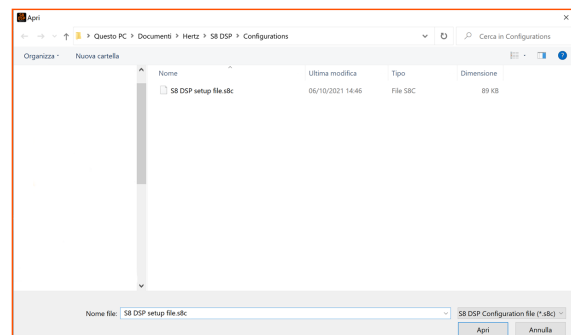 Apri
Questo PC > Documenti > Hertz > S8 DSP > Configurations
Cerca in Configurations
Organizza
Nuova cartella
Nome
Ultima modifica
Tipo
Dimensione
S8 DSP setup file.s8c
06/10/2021 14:46
File S8C
89 KB
Nome file:
S8 DSP setup file.s8c
S8 DSP Configuration file (*.s8c)
Apri
Annulla